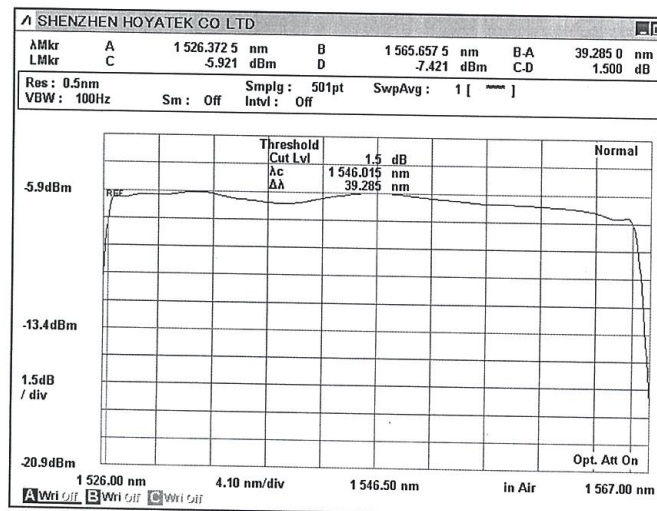 SHENZHEN HOYATEK CO LTD
λMkr A 1 526.372 5 nm B 1 565.657 5 nm B-A 39.285 0 nm
LMkr C -5.921 dBm D -7.421 dBm C-D 1.500 dB
Res : 0.5nm Smplg : 501pt SwpAvg : 1 [ **** ]
VBW : 100Hz Sm : Off Intvl : Off
Threshold Normal
Cut Lvl 1.5 dB
λc 1 546.015 nm
Δλ 39.285 nm
-5.9dBm REF
-13.4dBm
1.5dB
/ div
-20.9dBm Opt. Att On
1 526.00 nm 4.10 nm/div 1 546.50 nm in Air 1 567.00 nm
A Wri Off B Wri Off C Wri Off